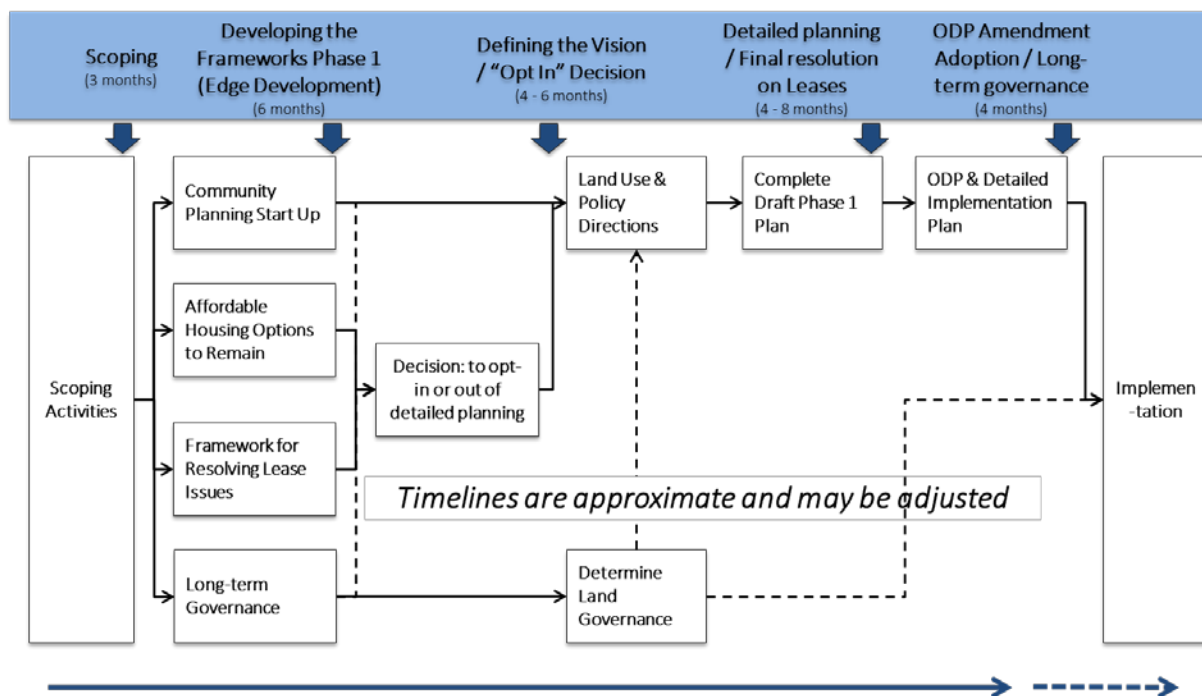 Scoping
(3 months)
Developing the
Frameworks Phase 1
(Edge Development)
(6 months)
Defining the Vision
/ “Opt In” Decision
(4 - 6 months)
Detailed planning
/ Final resolution
on Leases
(4 - 8 months)
ODP Amendment
Adoption / Long-
term governance
(4 months)
Scoping
Activities
Community
Planning Start Up
Affordable
Housing Options
to Remain
Framework for
Resolving Lease
Issues
Long-term
Governance
Decision: to opt-
in or out of
detailed planning
Land Use &
Policy
Directions
Determine
Land
Governance
Complete
Draft Phase 1
Plan
ODP & Detailed
Implementation
Plan
Implemen
-tation
Timelines are approximate and may be adjusted